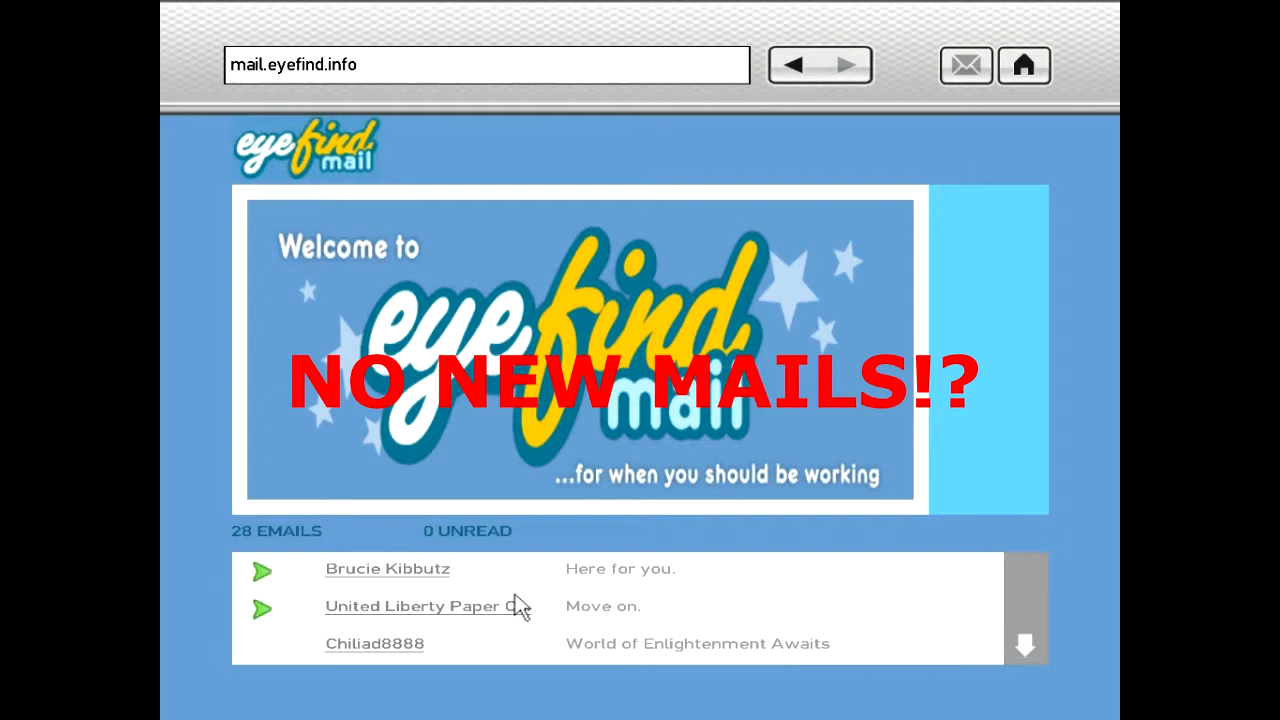 mail.eyefind.info
eyefind.
mail
Welcome to
eyefind.
mail
NO NEW MAILS!?
...for when you should be working
28 EMAILS 0 UNREAD
Brucie Kibbutz Here for you.
United Liberty Paper Move on.
Chiliad8888 World of Enlightenment Awaits